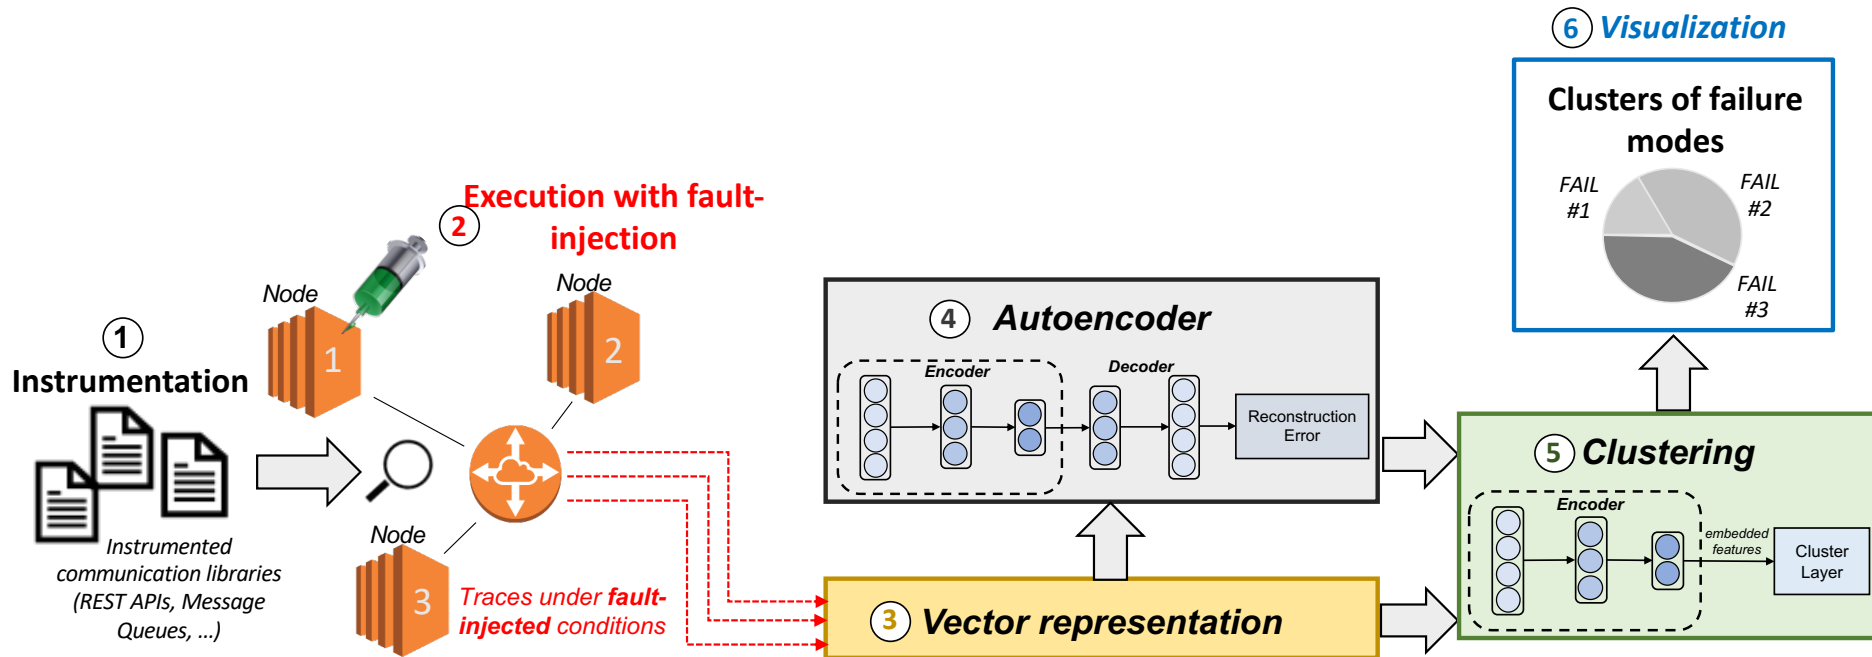 1
Instrumentation
Instrumented
communication libraries
(REST APIs, Message
Queues, ...)
2
Execution with fault-
injection
Node
1
Node
2
Node
3
Traces under fault-
injected conditions
3
Vector representation
4
Autoencoder
Encoder
Decoder
Reconstruction
Error
5
Clustering
Encoder
embedded
features
Cluster
Layer
6
Visualization
Clusters of failure
modes
FAIL
#1
FAIL
#2
FAIL
#3